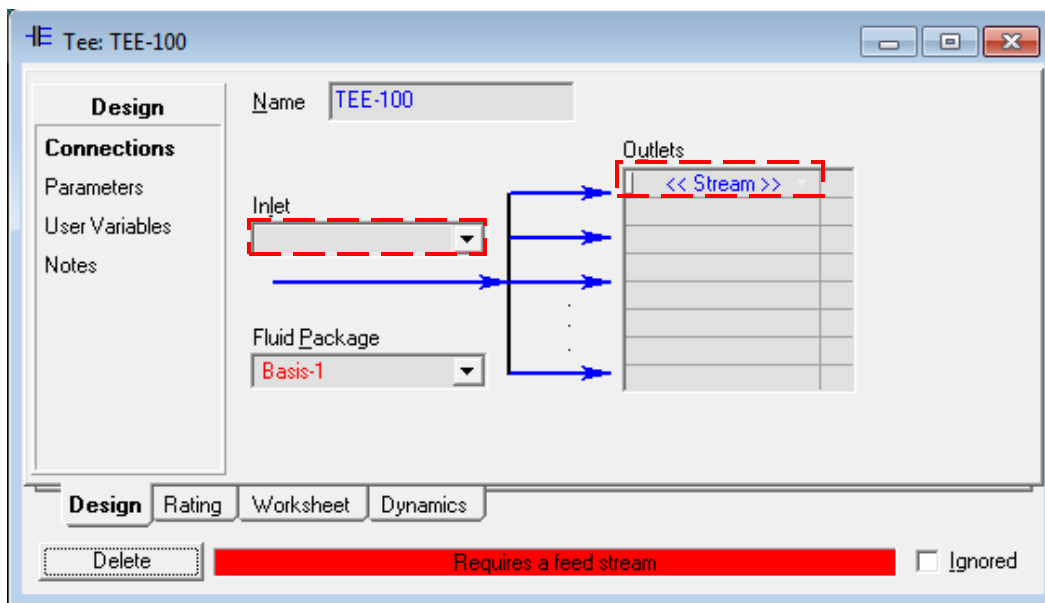 Tee: TEE-100
Design
Connections
Parameters
User Variables
Notes
Name TEE-100
Inlet
Fluid Package
Basis-1
Outlets
<< Stream >>
Design Rating Worksheet Dynamics
Delete Requires a feed stream Ignored